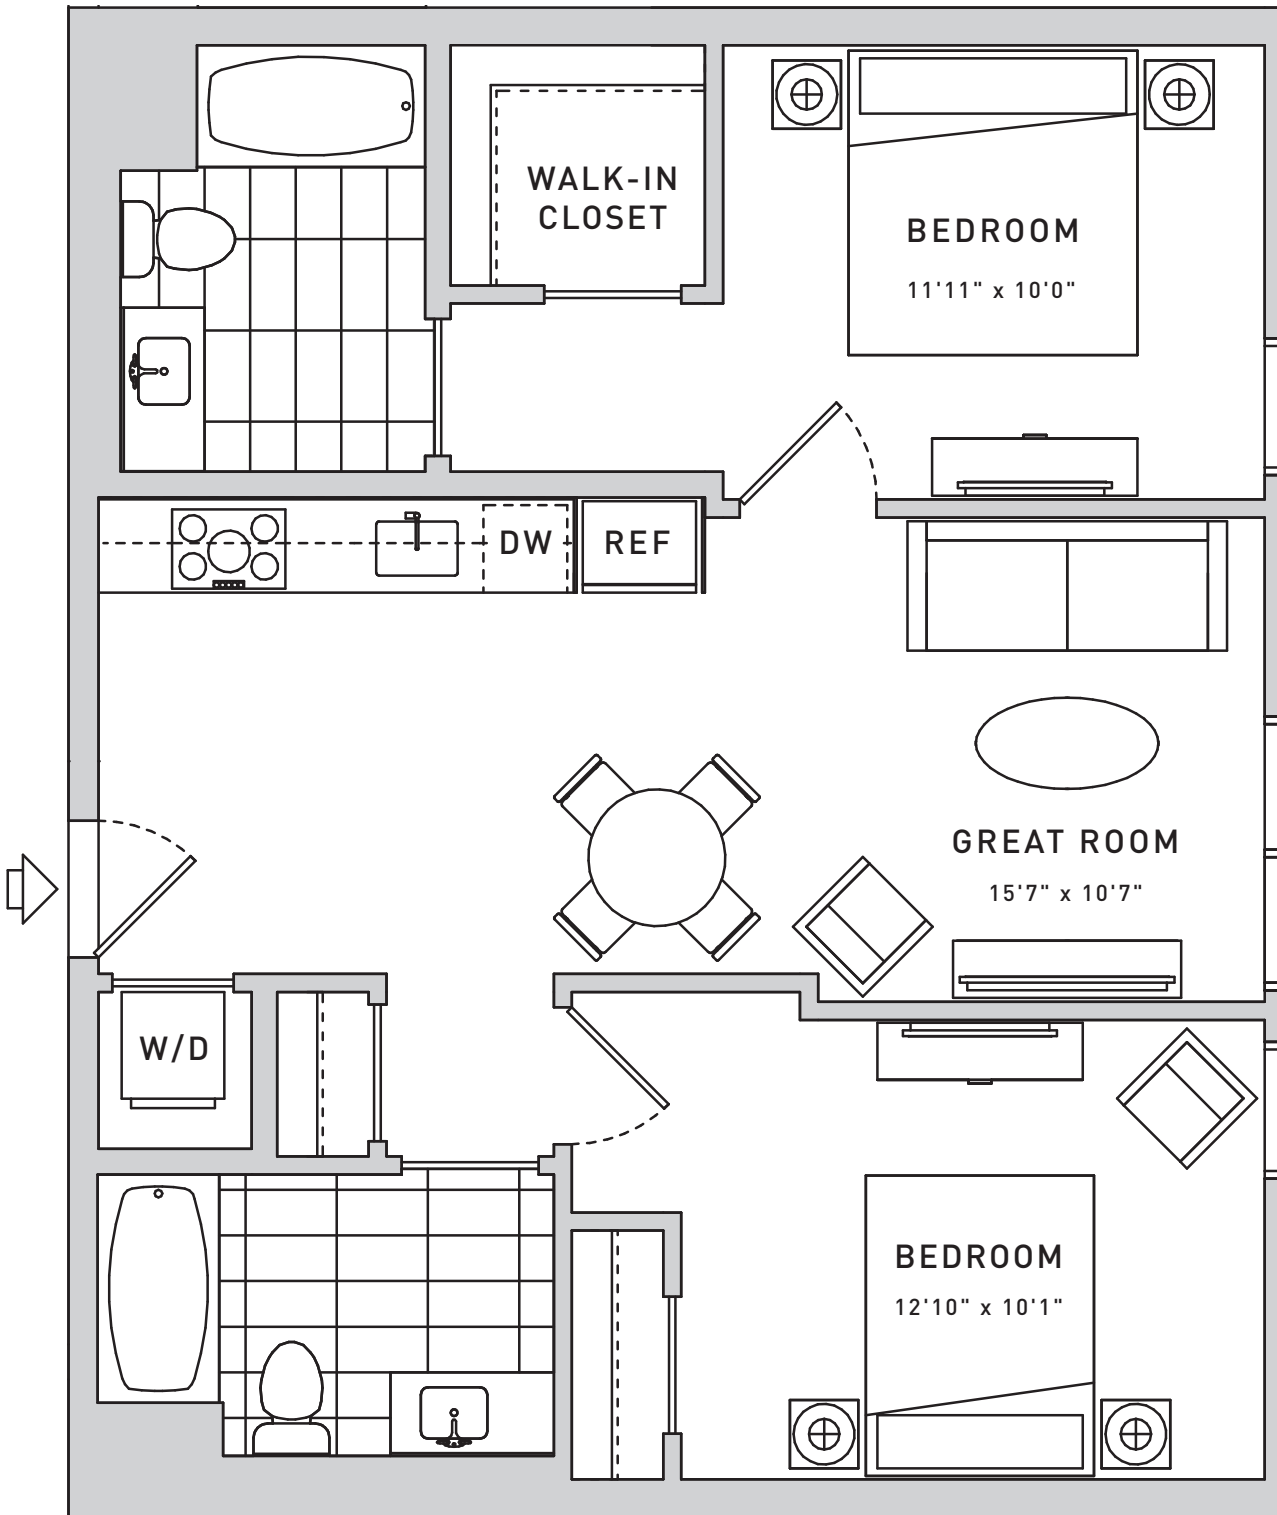 WALK-IN
CLOSET
BEDROOM
11'11" x 10'0"
DW
REF
GREAT ROOM
15'7" x 10'7"
W/D
BEDROOM
12'10" x 10'1"